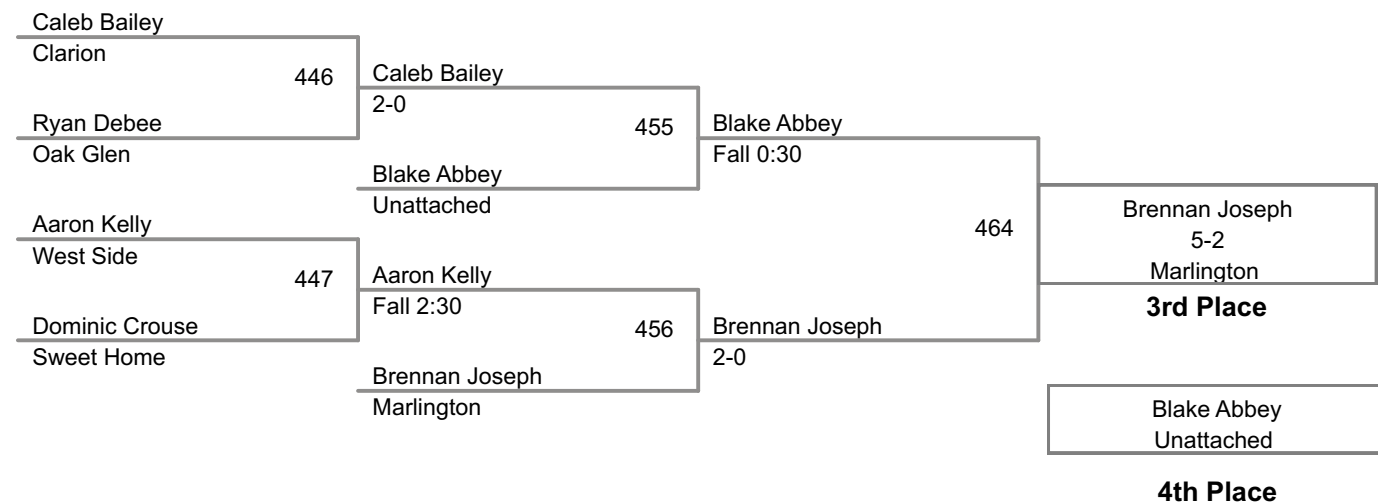 Caleb Bailey
Clarion
446
Ryan Debee
Oak Glen
Aaron Kelly
West Side
447
Dominic Crouse
Sweet Home
Caleb Bailey
2-0
455
Blake Abbey
Unattached
Aaron Kelly
Fall 2:30
456
Brennan Joseph
Marlington
Blake Abbey
Fall 0:30
464
Brennan Joseph
2-0
Brennan Joseph
5-2
Marlington
3rd Place
Blake Abbey
Unattached
4th Place